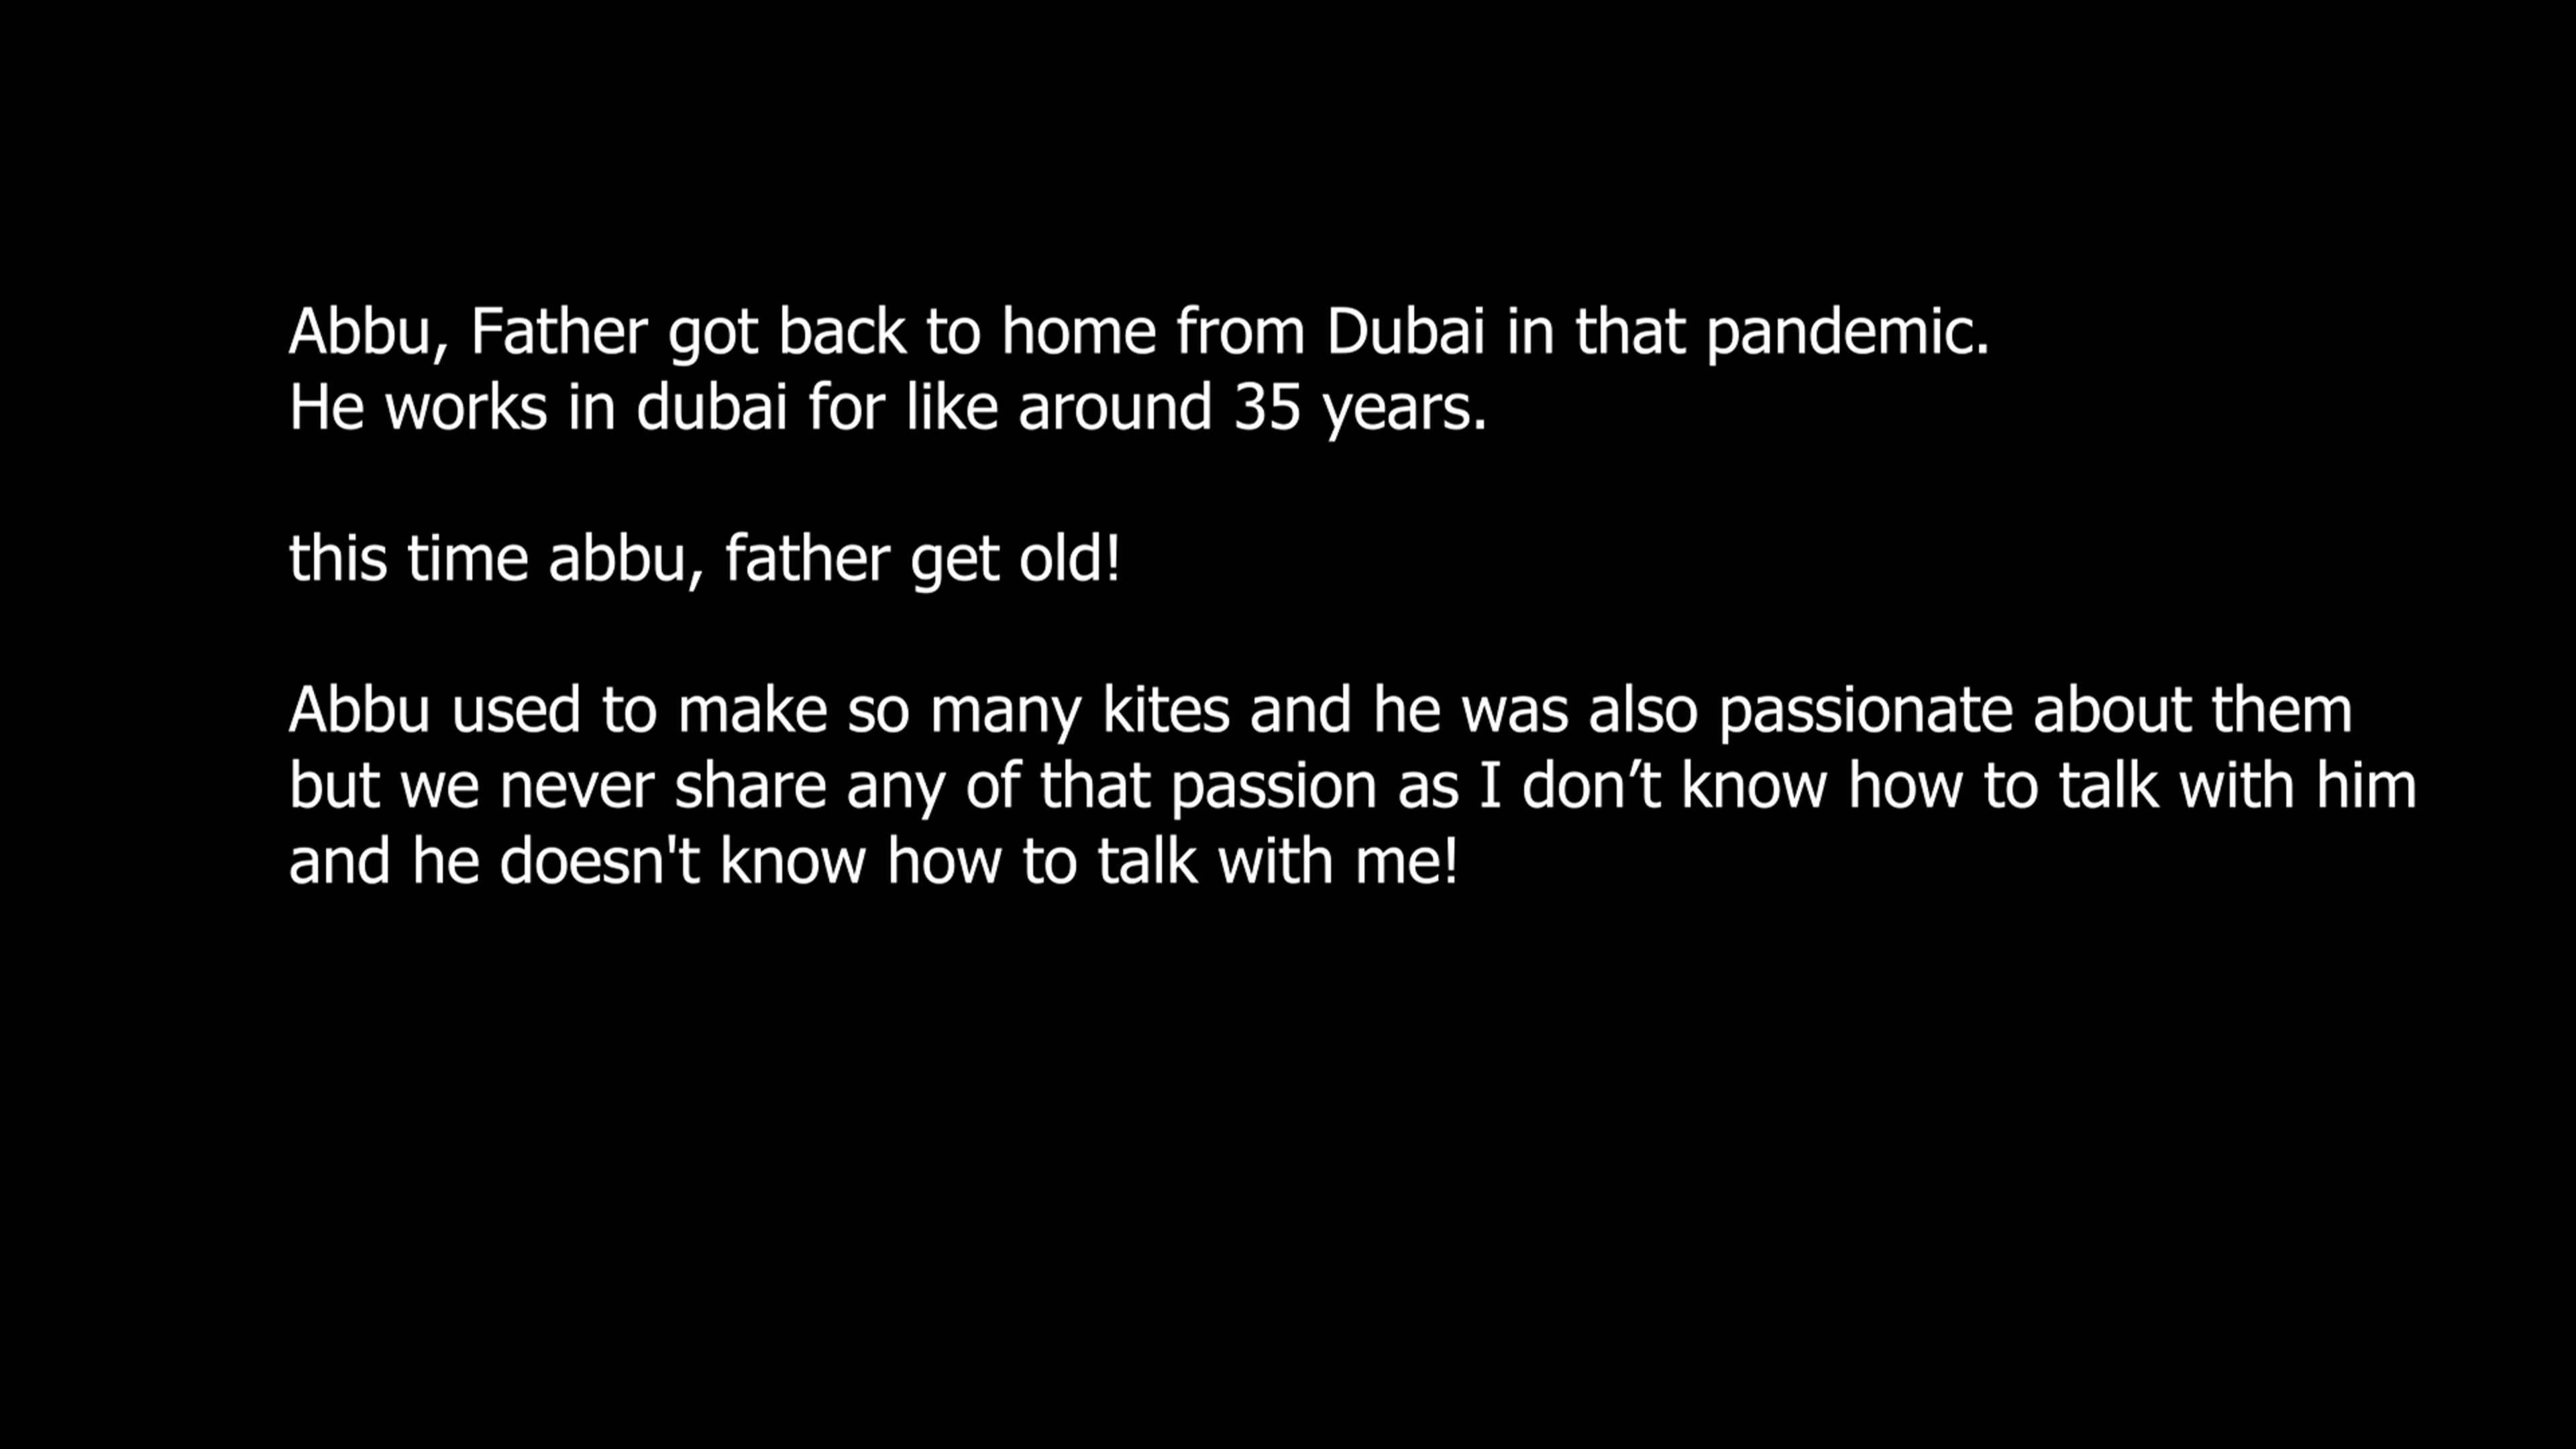 Abbu, Father got back to home from Dubai in that pandemic.
He works in dubai for like around 35 years.
this time abbu, father get old!
Abbu used to make so many kites and he was also passionate about them
but we never share any of that passion as I don’t know how to talk with him
and he doesn't know how to talk with me!